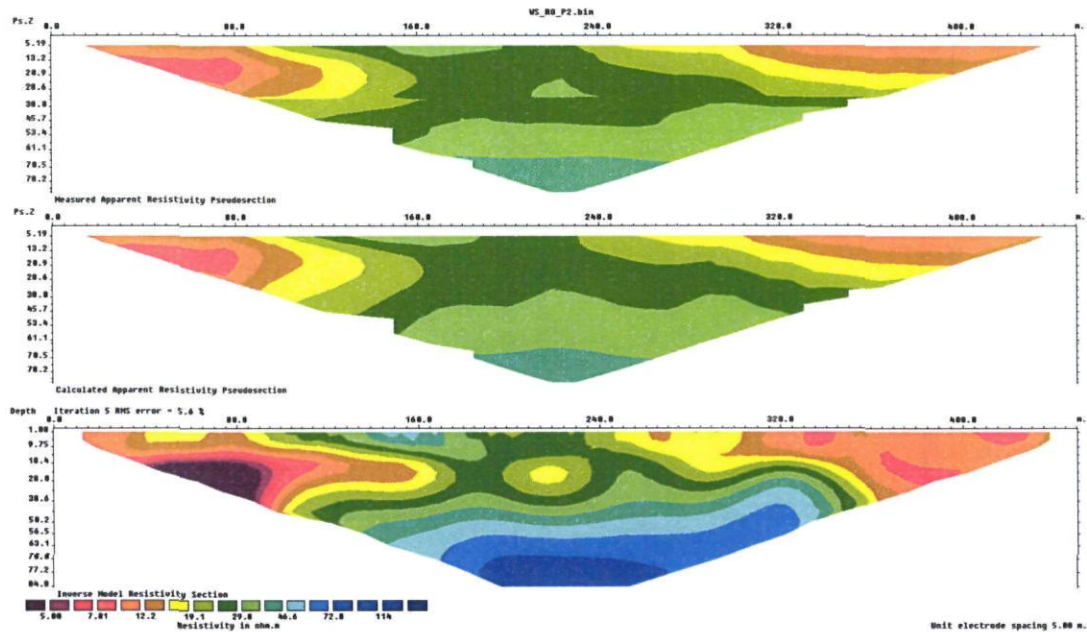 WS_R0_P2.bin
Ps.Z 0.0 80.0 160.0 240.0 320.0 400.0 m.
5.19
13.2
20.9
28.6
38.0
45.7
53.4
61.1
70.5
78.2
Measured Apparent Resistivity Pseudosection
Ps.Z 0.0 80.0 160.0 240.0 320.0 400.0 m.
5.19
13.2
20.9
28.6
38.0
45.7
53.4
61.1
70.5
78.2
Calculated Apparent Resistivity Pseudosection
Depth Iteration 5 RMS error = 5.6 %
0.0 80.0 160.0 240.0 320.0 400.0 m.
1.00
9.75
18.4
28.0
38.6
50.2
56.5
63.1
70.0
77.2
84.8
Inverse Model Resistivity Section
5.00 7.81 12.2 19.1 29.8 46.6 72.8 114
Resistivity in ohm.m
Unit electrode spacing 5.00 m.